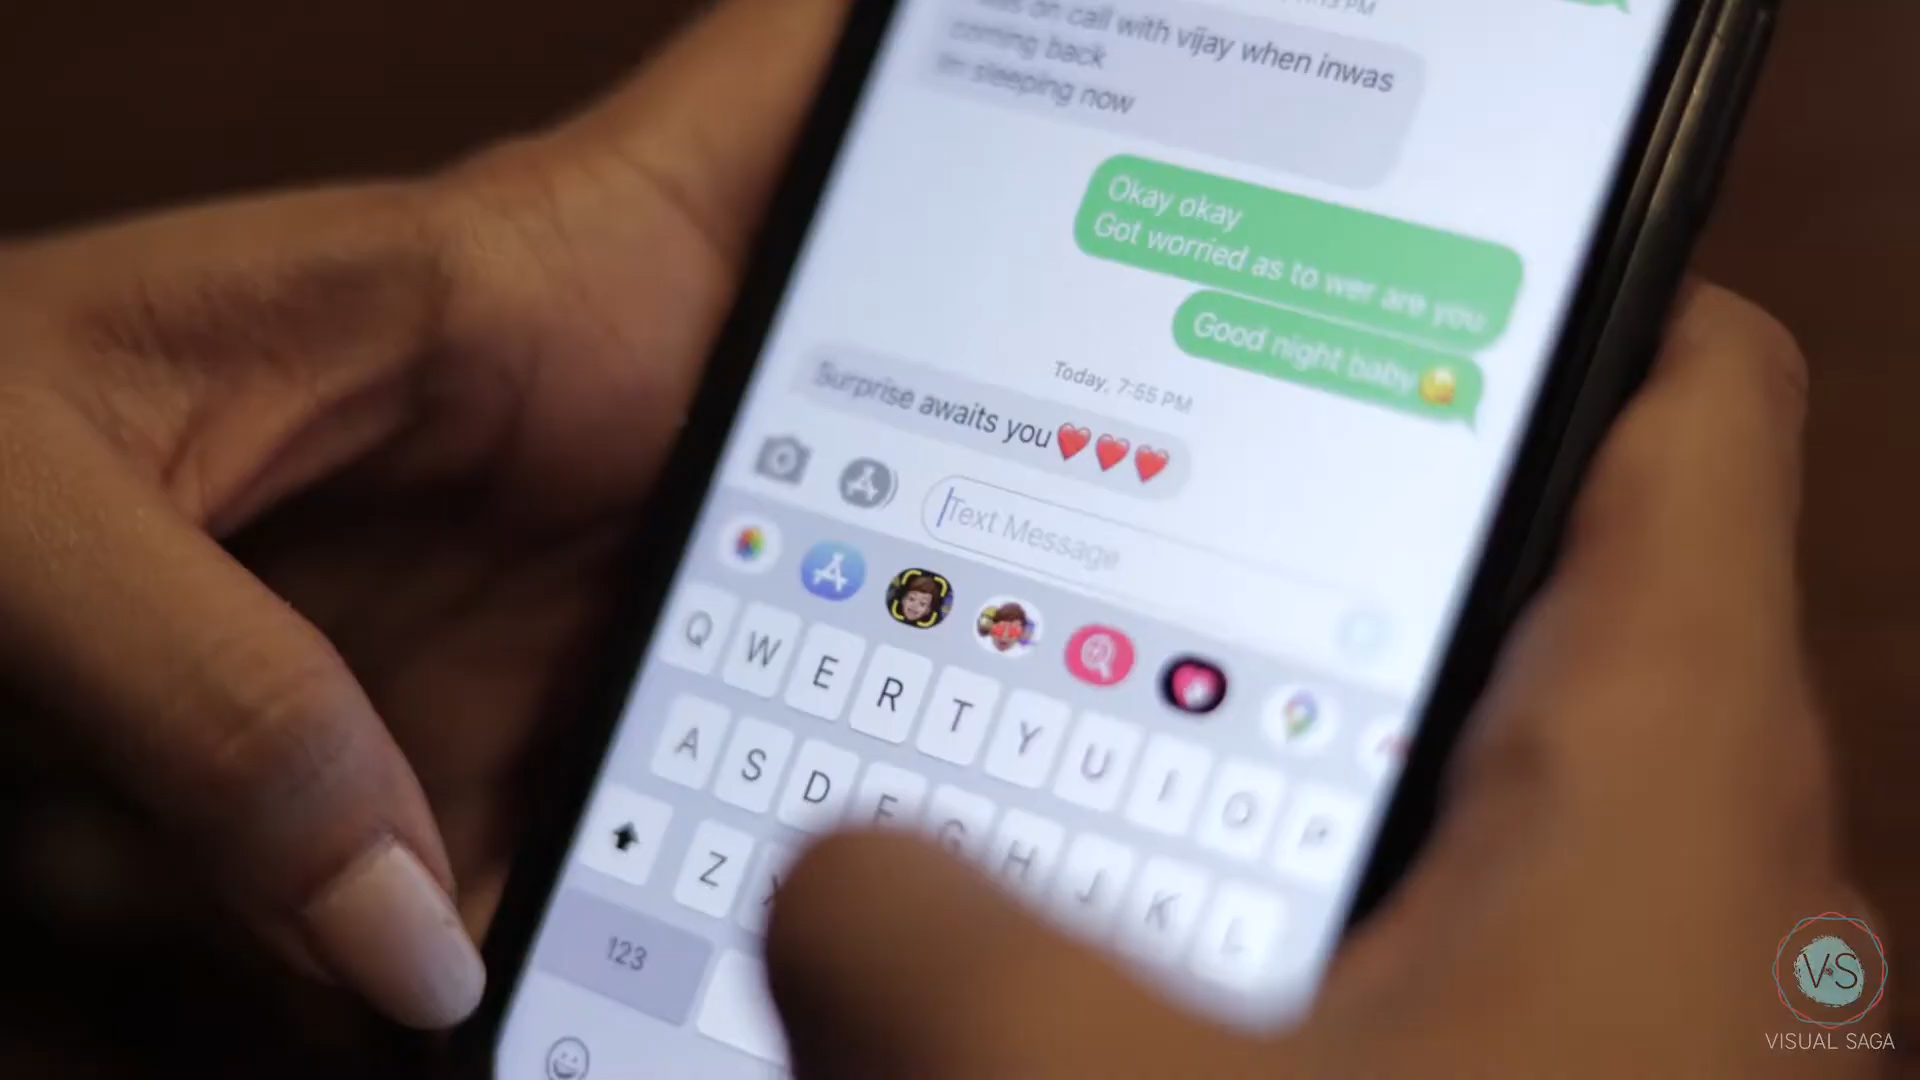 on call with vijay when inwas
coming back
sleeping now
Okay okay
Got worried as to wer are you
Good night baby
Today, 7:55 PM
Surprise awaits you❤️❤️❤️
Text Message
Q W E R T Y U I O P
A S D F G H J K L
Z X
123
VS
VISUAL SAGA